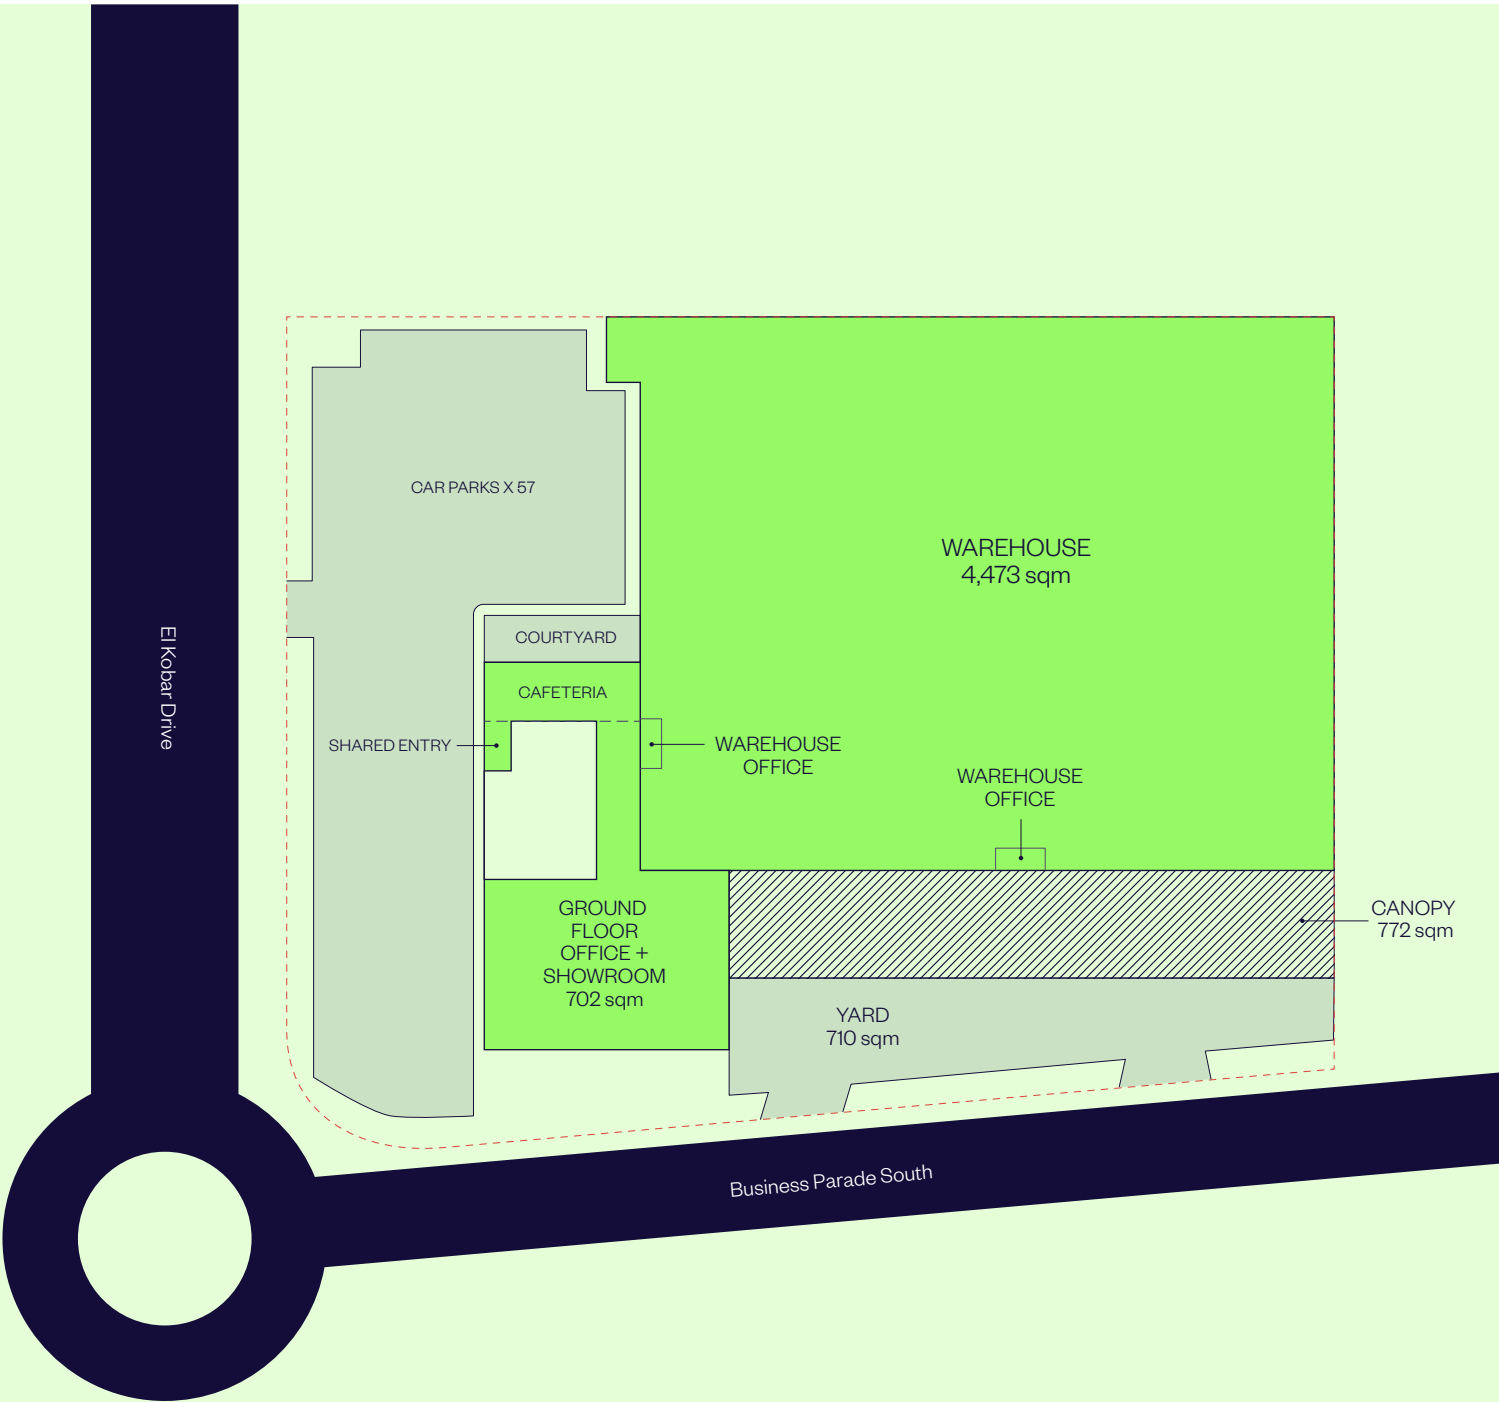 CAR PARKS X 57
WAREHOUSE
4,473 sqm
El Kobar Drive
COURTYARD
CAFETERIA
SHARED ENTRY
WAREHOUSE
OFFICE
WAREHOUSE
OFFICE
GROUND
FLOOR
OFFICE +
SHOWROOM
702 sqm
CANOPY
772 sqm
YARD
710 sqm
Business Parade South